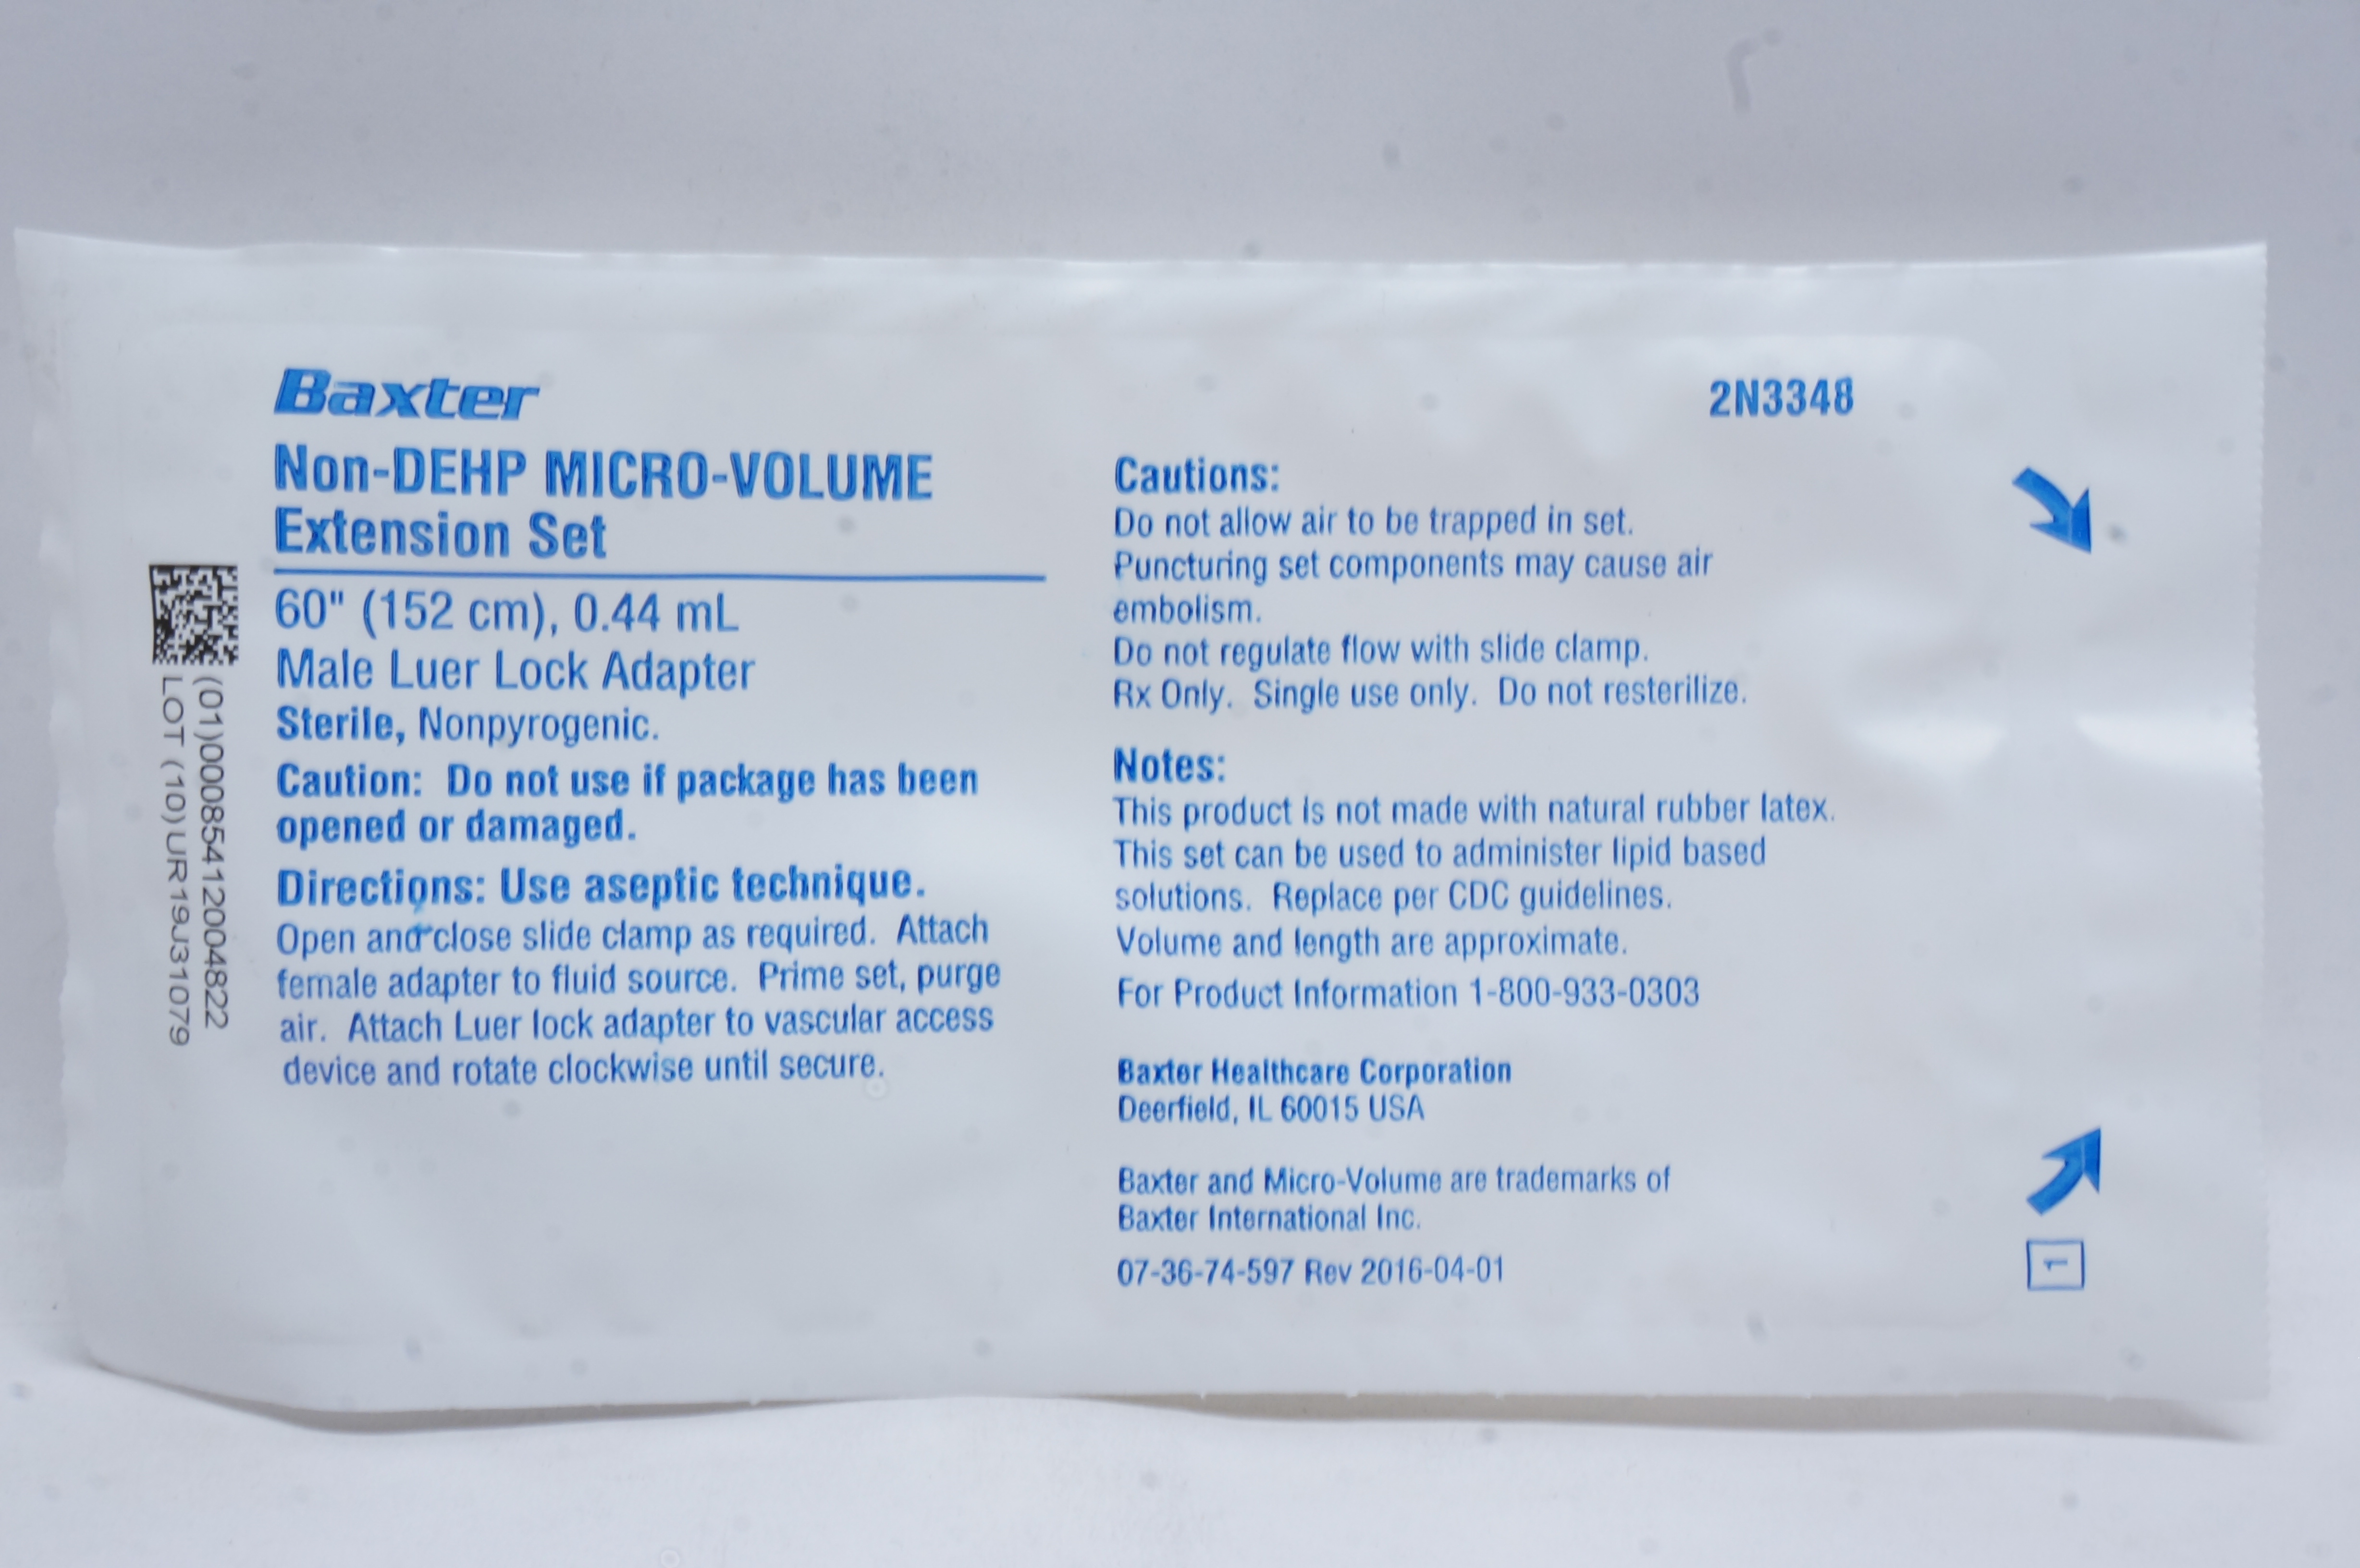 Baxter
Non-DEHP MICRO-VOLUME
Extension Set
60" (152 cm), 0.44 mL
Male Luer Lock Adapter
Sterile, Nonpyrogenic.
Caution: Do not use if package has been
opened or damaged.
Directions: Use aseptic technique.
Open and close slide clamp as required. Attach
female adapter to fluid source. Prime set, purge
air. Attach Luer lock adapter to vascular access
device and rotate clockwise until secure.
(01)00085412004822
LOT (10)UR19J31079
2N3348
Cautions:
Do not allow air to be trapped in set.
Puncturing set components may cause air
embolism.
Do not regulate flow with slide clamp.
Rx Only. Single use only. Do not resterilize.
Notes:
This product is not made with natural rubber latex.
This set can be used to administer lipid based
solutions. Replace per CDC guidelines.
Volume and length are approximate.
For Product Information 1-800-933-0303
Baxter Healthcare Corporation
Deerfield, IL 60015 USA
Baxter and Micro-Volume are trademarks of
Baxter International Inc.
07-36-74-597 Rev 2016-04-01
1